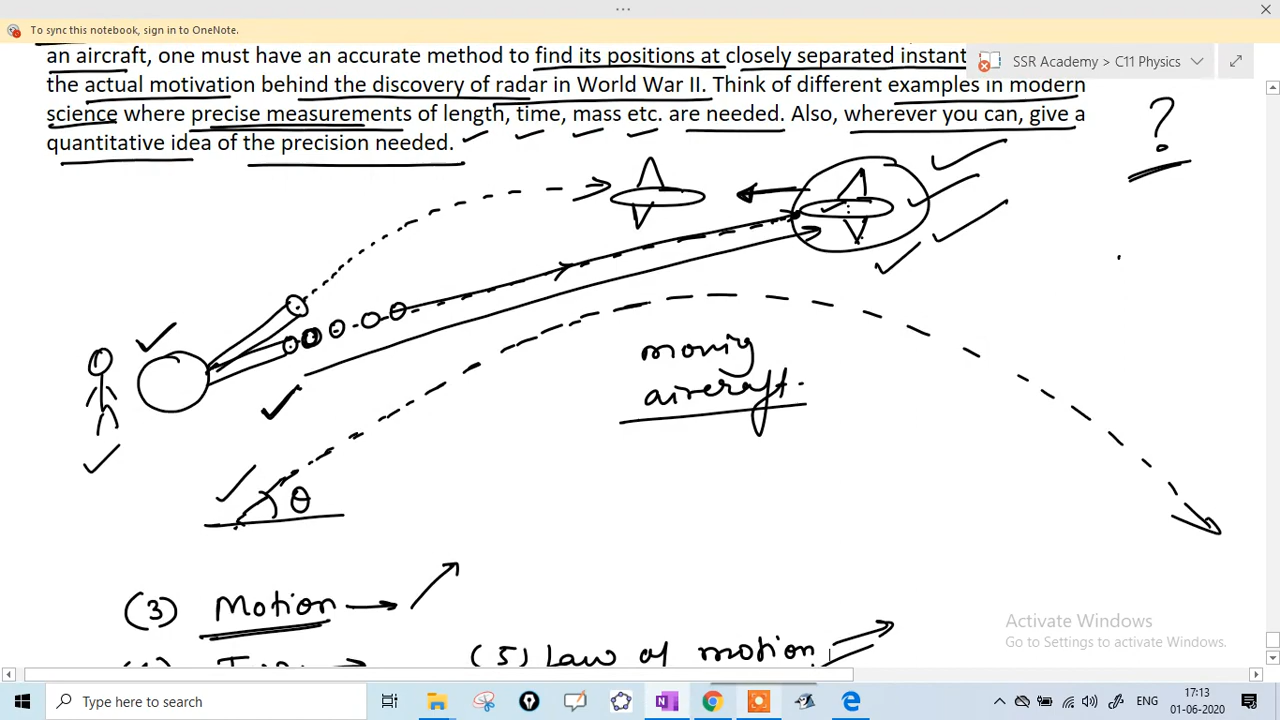 To sync this notebook, sign in to OneNote.
SSR Academy > C11 Physics
an aircraft, one must have an accurate method to find its positions at closely separated instant
the actual motivation behind the discovery of radar in World War II. Think of different examples in modern
science where precise measurements of length, time, mass etc. are needed. Also, wherever you can, give a
quantitative idea of the precision needed.
?
moving
aircraft.
θ
(3) Motion
(5) Law of motion
Activate Windows
Go to Settings to activate Windows.
Type here to search
ENG
17:13
01-06-2020